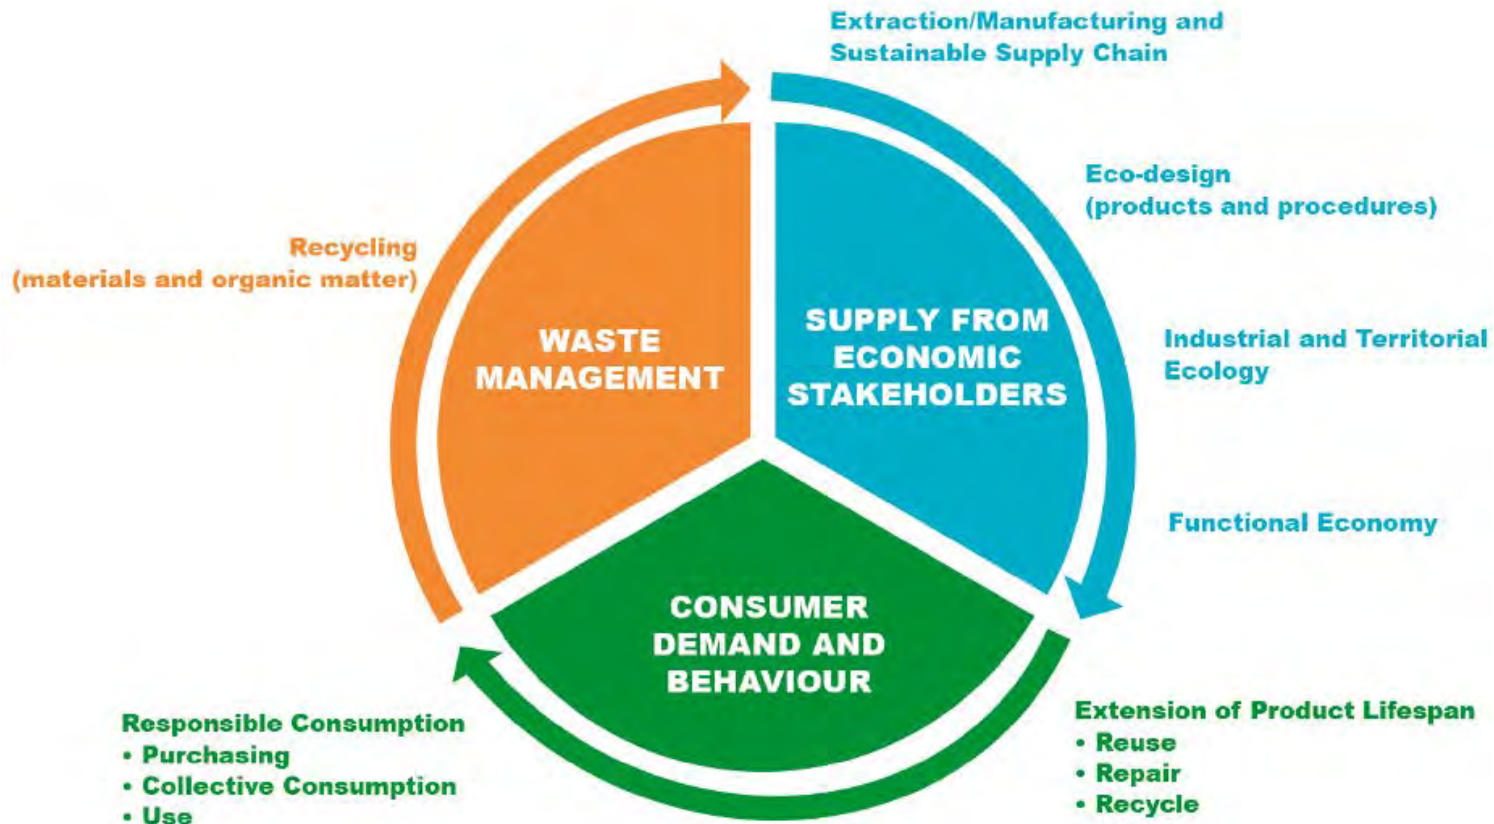 Extraction/Manufacturing and
Sustainable Supply Chain
Eco-design
(products and procedures)
Recycling
(materials and organic matter)
WASTE
MANAGEMENT
SUPPLY FROM
ECONOMIC
STAKEHOLDERS
Industrial and Territorial
Ecology
Functional Economy
CONSUMER
DEMAND AND
BEHAVIOUR
Responsible Consumption
• Purchasing
• Collective Consumption
• Use
Extension of Product Lifespan
• Reuse
• Repair
• Recycle